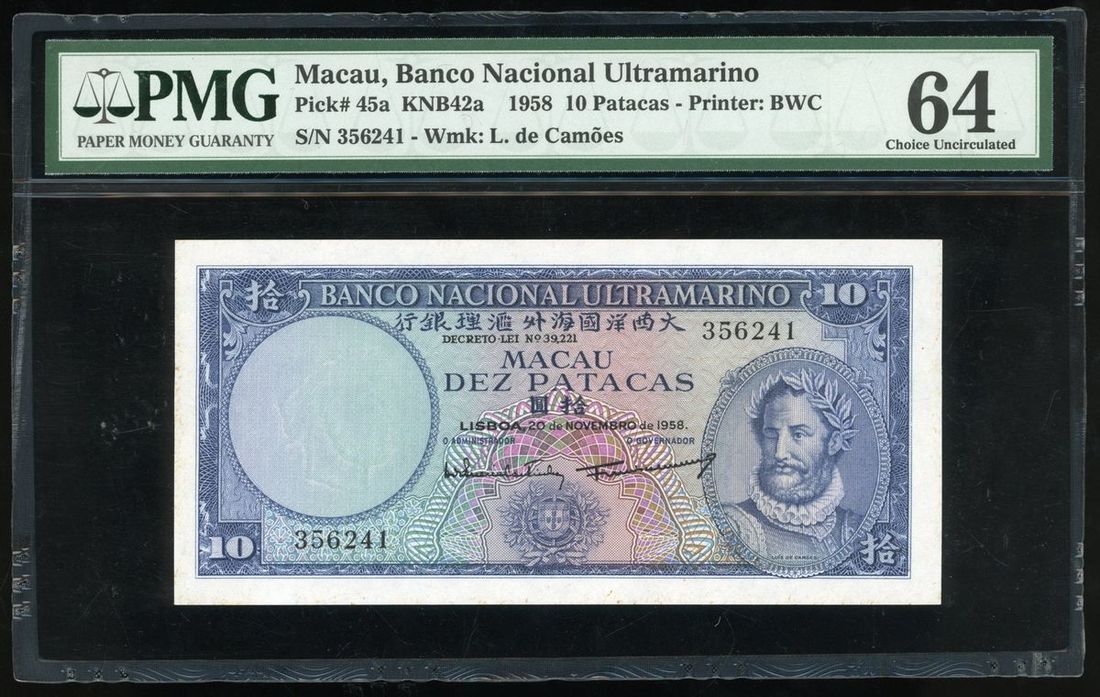 PMG
PAPER MONEY GUARANTY
Macau, Banco Nacional Ultramarino
Pick# 45a KNB42a 1958 10 Patacas - Printer: BWC
S/N 356241 - Wmk: L. de Camões
64
Choice Uncirculated
拾 BANCO NACIONAL ULTRAMARINO 10
行銀理滙外海國洋西大 356241
DECRETO-LEI Nº 39,221
MACAU
DEZ PATACAS
圓拾
LISBOA, 20 de NOVEMBRO de 1958.
O ADMINISTRADOR O GOVERNADOR
10 356241
LUIS DE CAMÕES
拾